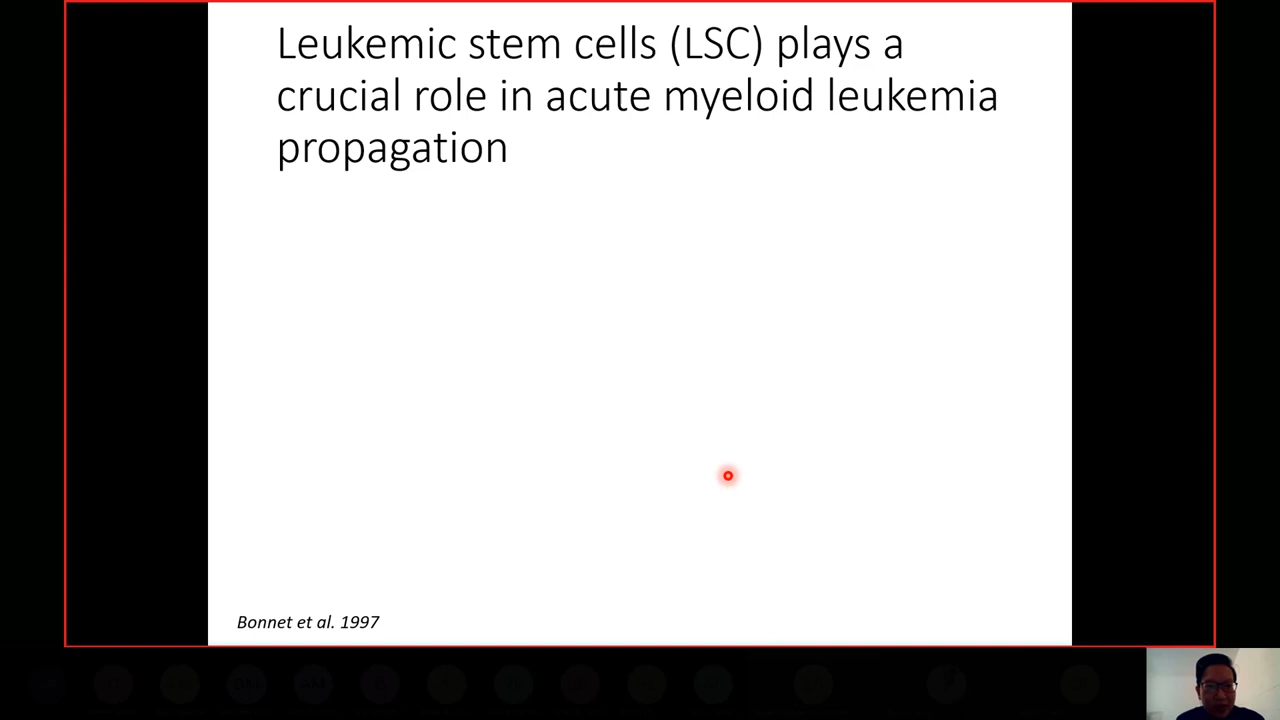 Leukemic stem cells (LSC) plays a
crucial role in acute myeloid leukemia
propagation
Bonnet et al. 1997